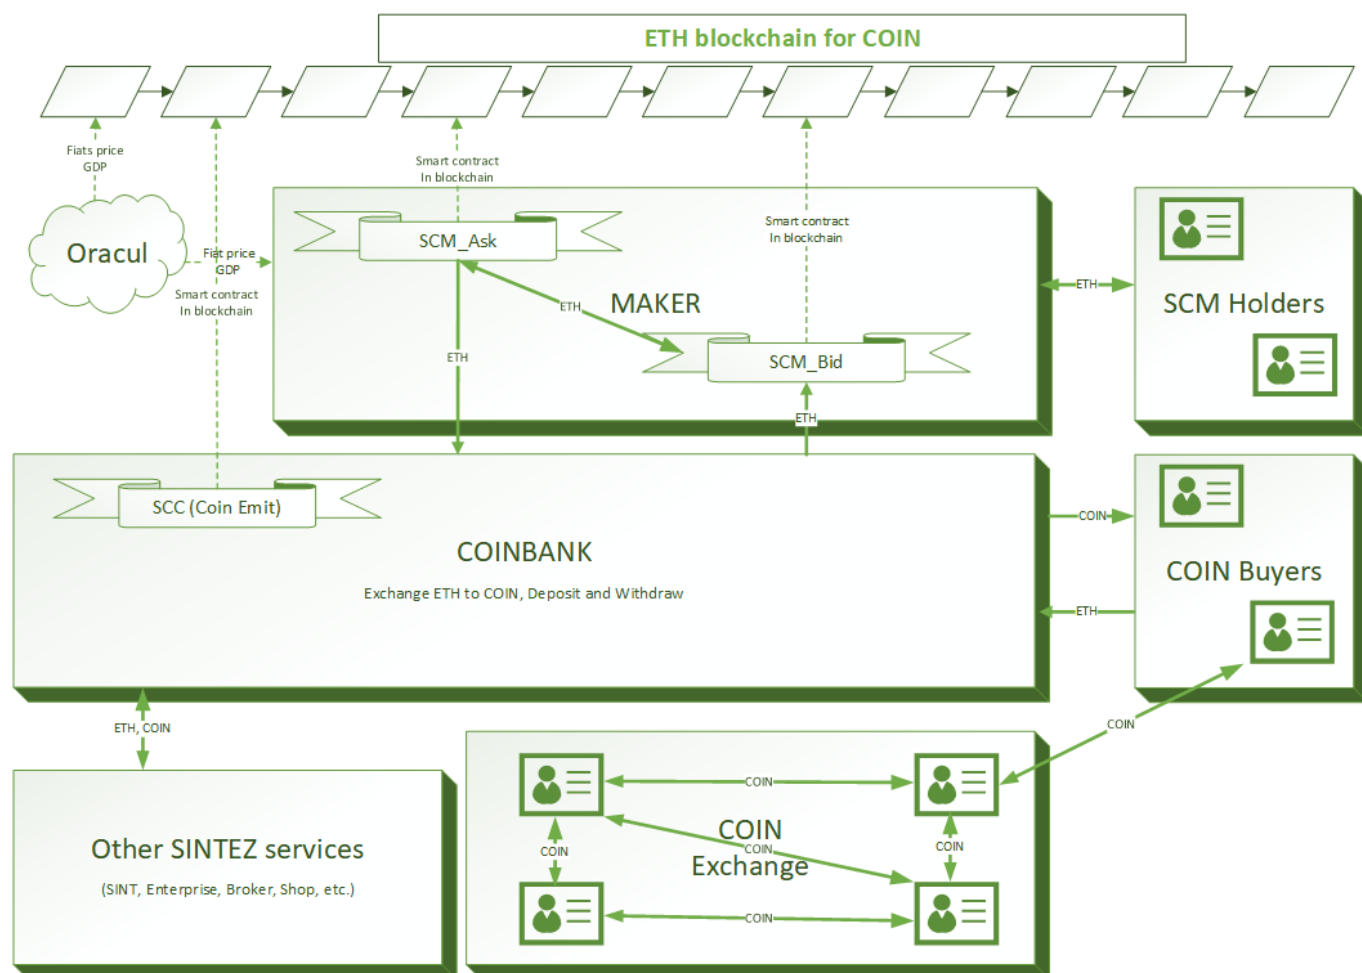 ETH blockchain for COIN
Fiats price
GDP
Smart contract
In blockchain
Smart contract
In blockchain
Oracul
Fiat price
GDP
Smart contract
In blockchain
SCM_Ask
ETH
MAKER
SCM_Bid
ETH
ETH
ETH
SCM Holders
SCC (Coin Emit)
COINBANK
Exchange ETH to COIN, Deposit and Withdraw
COIN
ETH
COIN Buyers
ETH, COIN
COIN
Other SINTEZ services
(SINT, Enterprise, Broker, Shop, etc.)
COIN
COIN
COIN
Exchange
COIN
COIN
COIN
COIN